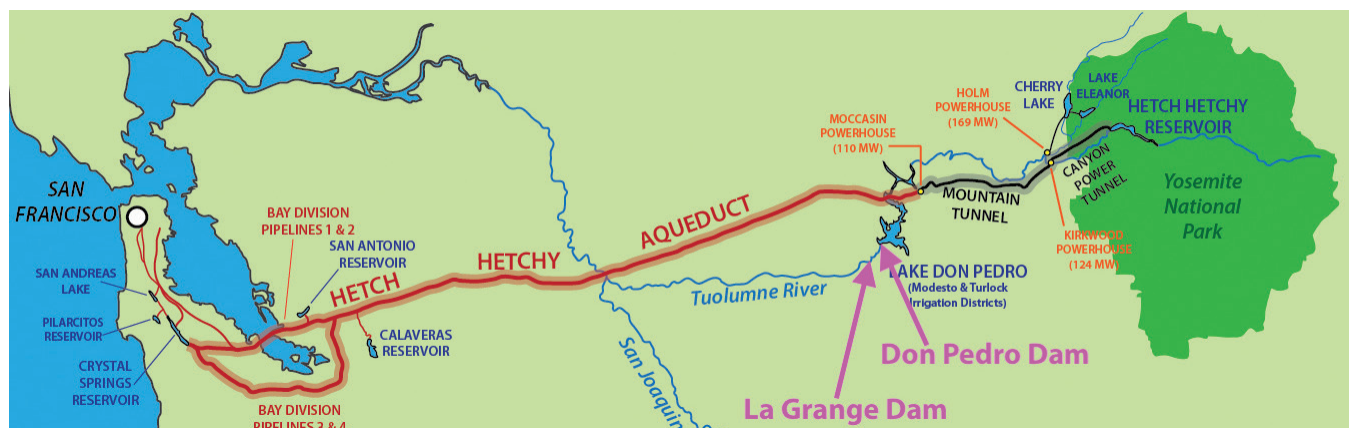 SAN
FRANCISCO
SAN ANDREAS
LAKE
PILARCITOS
RESERVOIR
CRYSTAL
SPRINGS
RESERVOIR
BAY DIVISION
PIPELINES 1 & 2
SAN ANTONIO
RESERVOIR
HETCH
HETCHY
AQUEDUCT
CALAVERAS
RESERVOIR
BAY DIVISION
PIPELINES 3 & 4
Tuolumne River
San Joaquin
MOCCASIN
POWERHOUSE
(110 MW)
HOLM
POWERHOUSE
(169 MW)
CHERRY
LAKE
LAKE
ELEANOR
HETCH HETCHY
RESERVOIR
MOUNTAIN
TUNNEL
CANYON
POWER
TUNNEL
KIRKWOOD
POWERHOUSE
(124 MW)
Yosemite
National
Park
LAKE DON PEDRO
(Modesto & Turlock
Irrigation Districts)
Don Pedro Dam
La Grange Dam